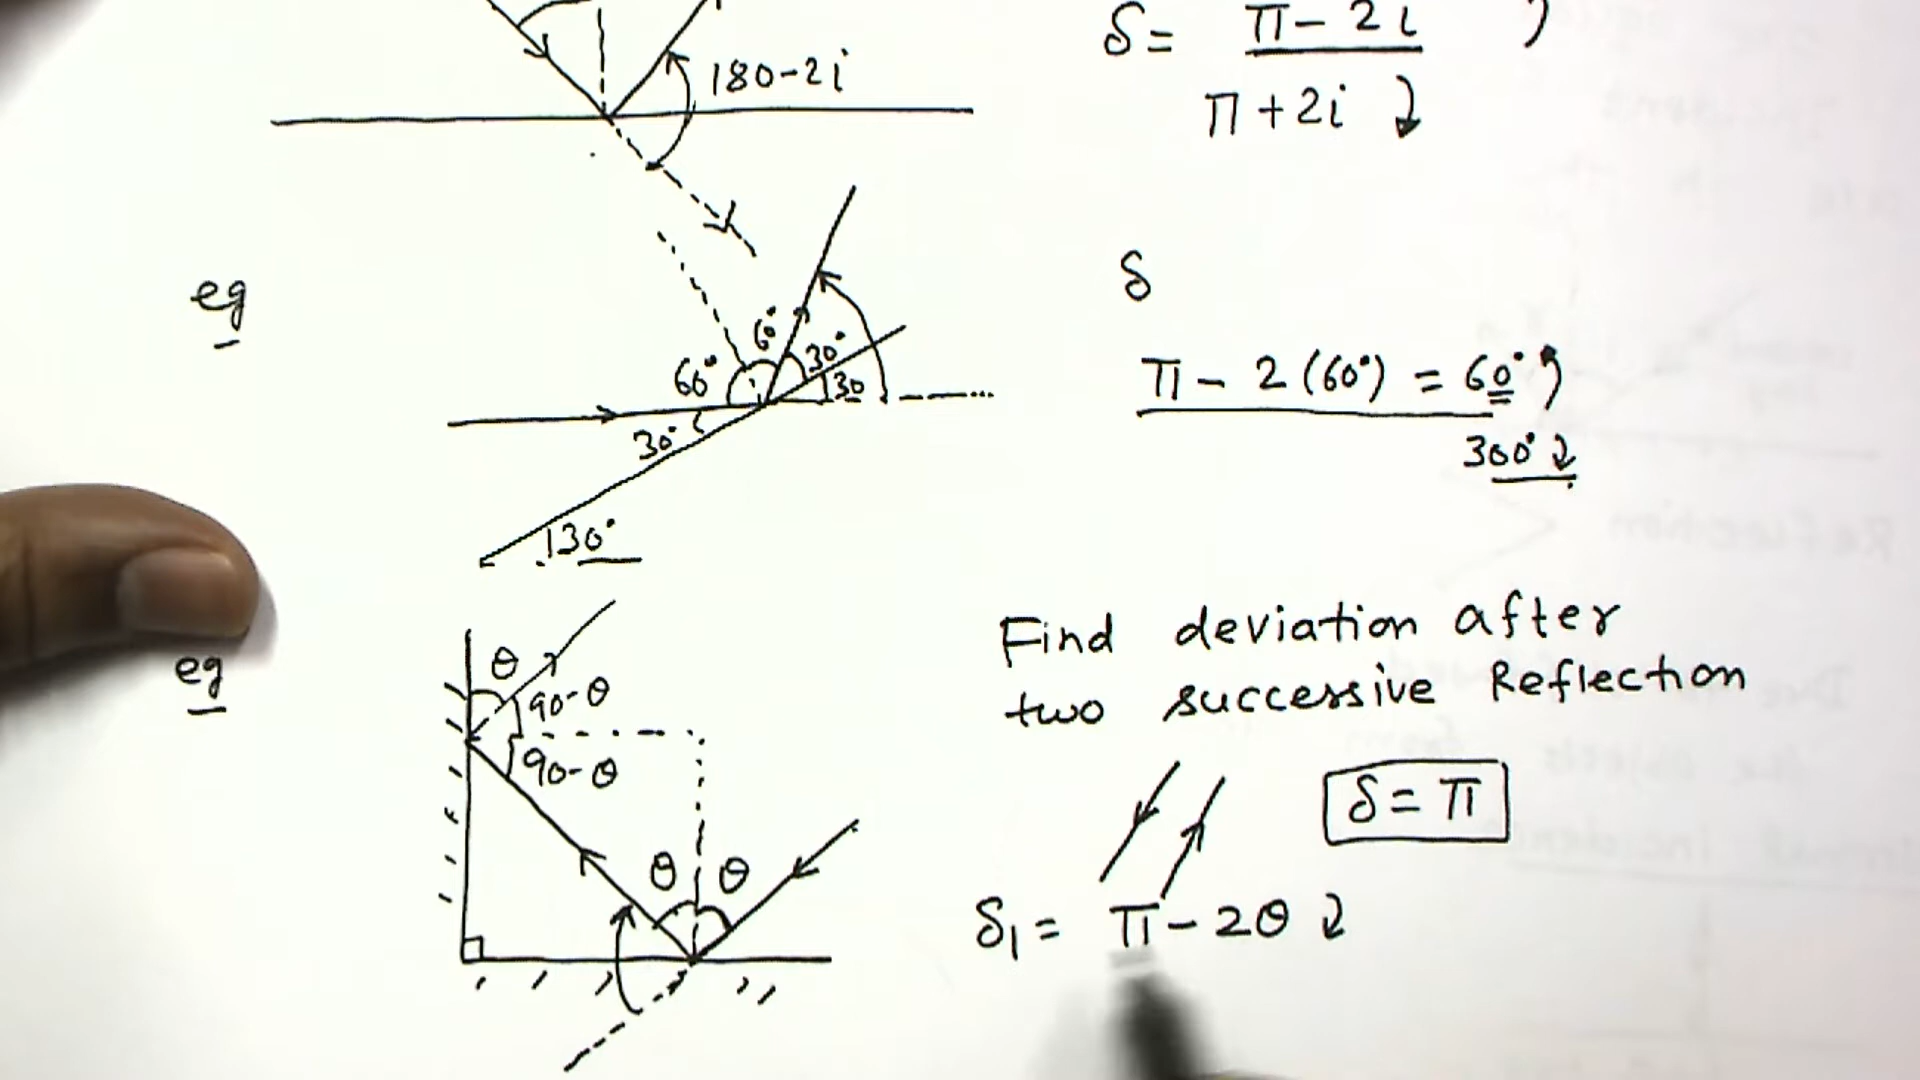 δ = π - 2i
180-2i
π + 2i ↲
eg
60°
60°
30°
30
30°
130°
δ
π - 2(60°) = 60°
300°
eg
θ
90-θ
90-θ
θ θ
Find deviation after
two successive Reflection
δ = π
δ₁ = π - 2θ